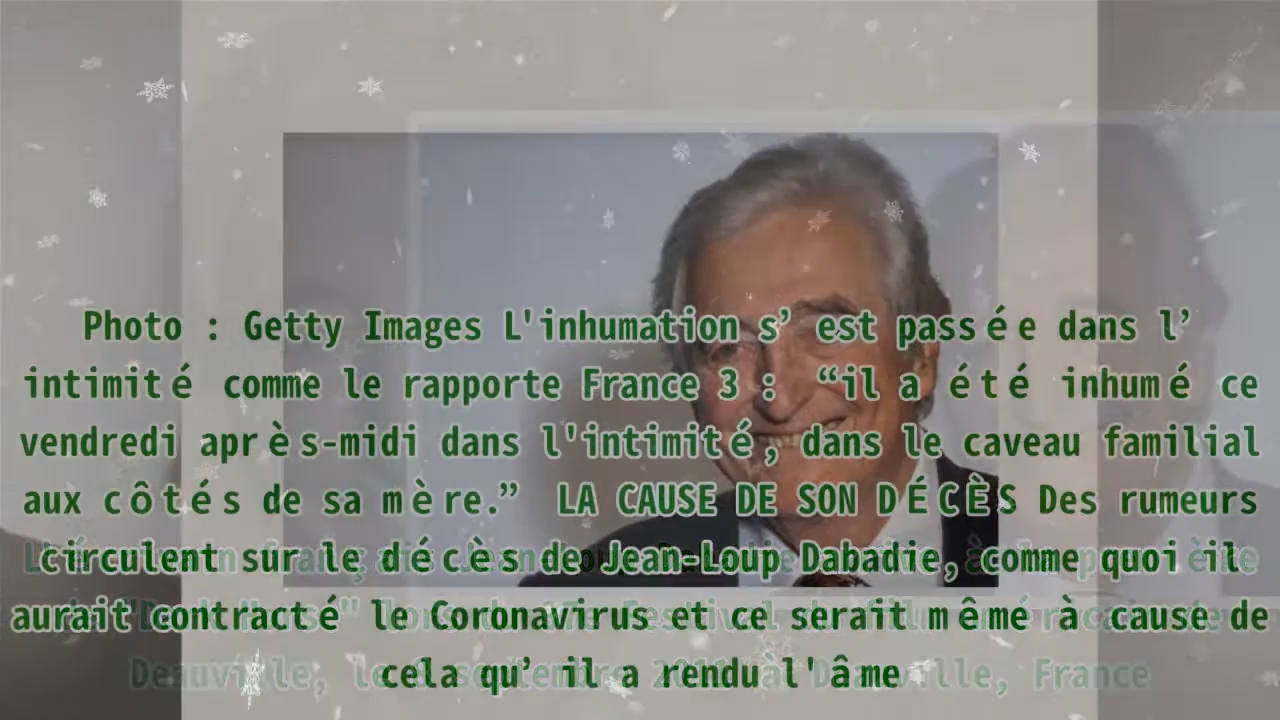 Photo : Getty Images L'inhumation s’ est passée dans l’
intimité comme le rapporte France 3 : “il a été inhumé ce
vendredi après-midi dans l'intimité, dans le caveau familial
aux côtés de sa mère.” LA CAUSE DE SON DÉCÈS Des rumeurs
circulent sur le décès de Jean-Loup Dabadie, comme quoi il
aurait contracté le Coronavirus et ce serait même à cause de
cela qu’ il a rendu l'âme
Deauville, France